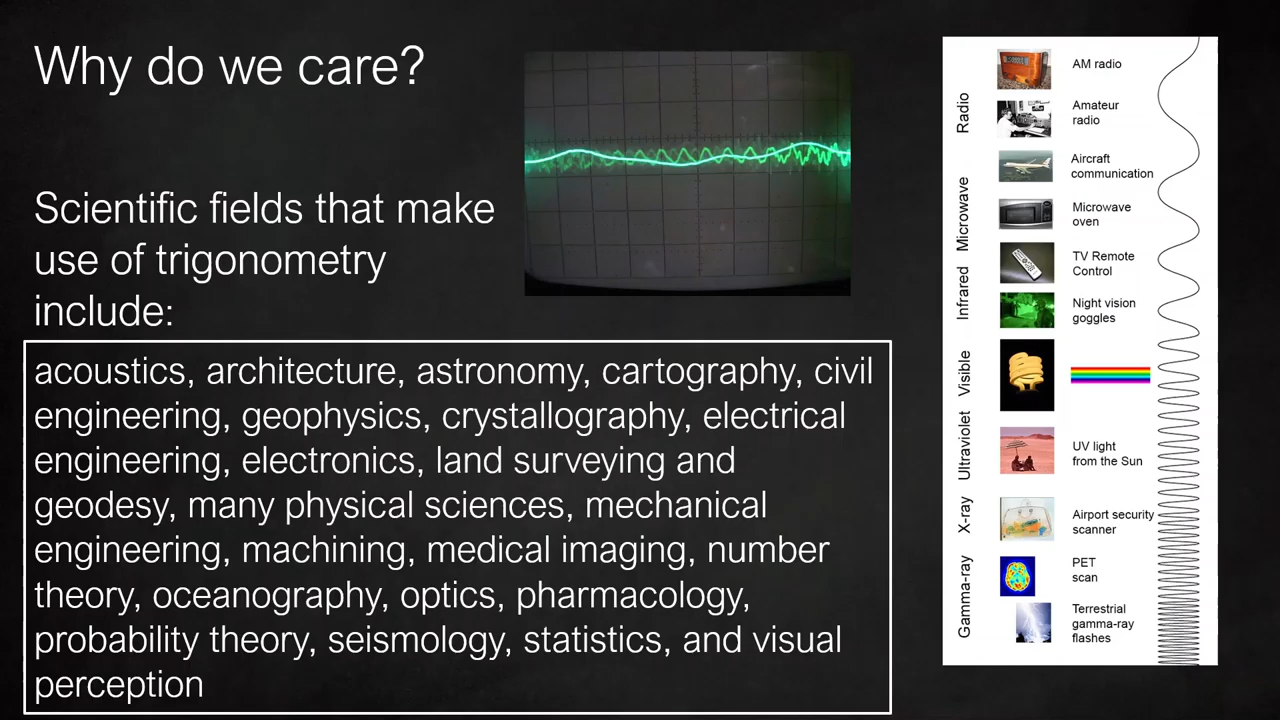 Why do we care?
Scientific fields that make
use of trigonometry
include:
acoustics, architecture, astronomy, cartography, civil
engineering, geophysics, crystallography, electrical
engineering, electronics, land surveying and
geodesy, many physical sciences, mechanical
engineering, machining, medical imaging, number
theory, oceanography, optics, pharmacology,
probability theory, seismology, statistics, and visual
perception
Radio
AM radio
Amateur
radio
Aircraft
communication
Microwave
Microwave
oven
Infrared
TV Remote
Control
Night vision
goggles
Visible
Ultraviolet
UV light
from the Sun
X-ray
Airport security
scanner
Gamma-ray
PET
scan
Terrestrial
gamma-ray
flashes